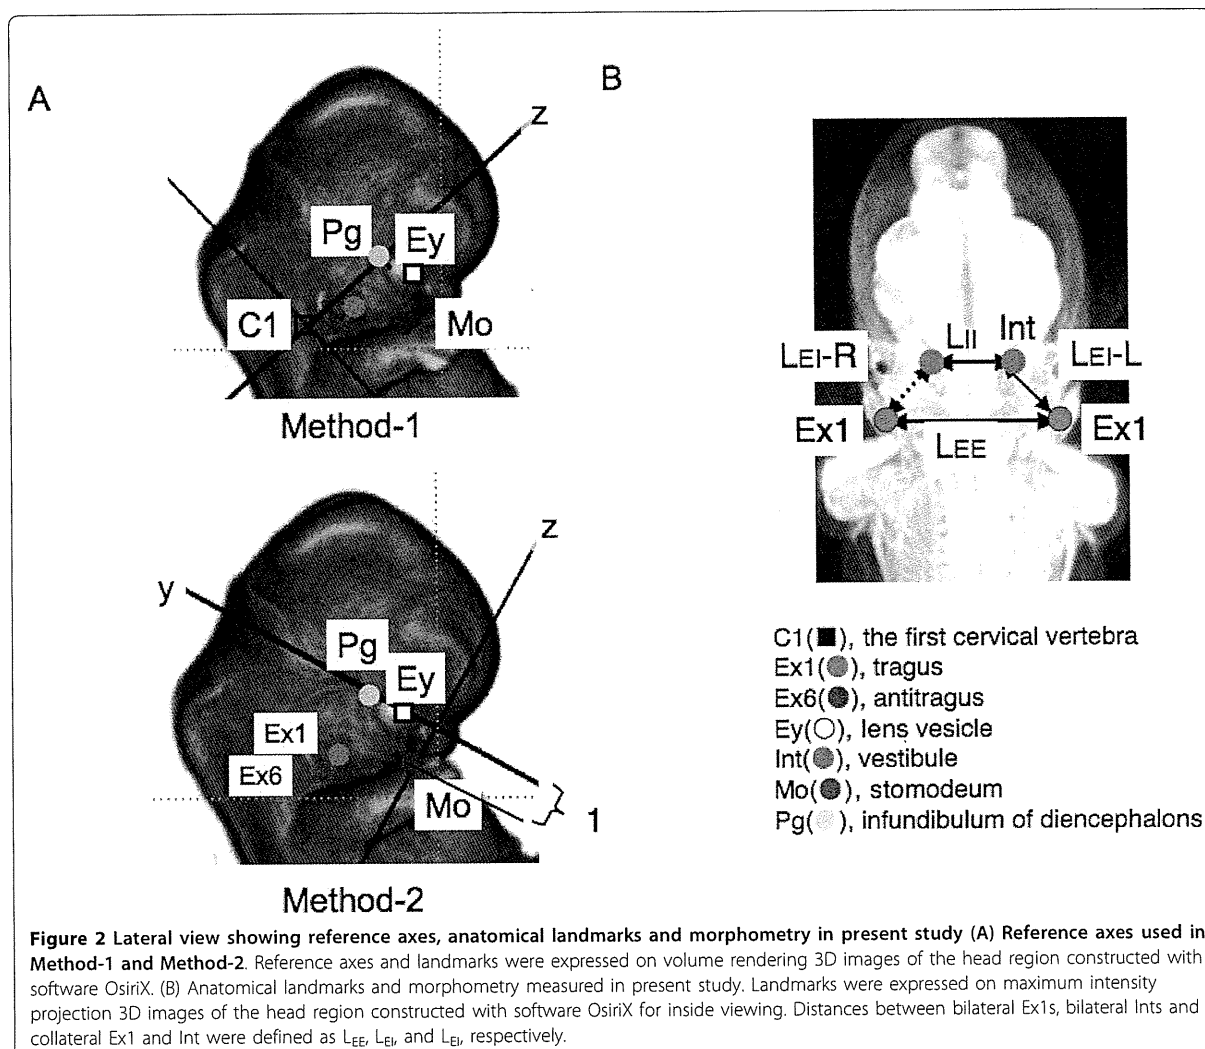 A
z
Pg
Ey
C1
Mo
Method-1
y
z
Pg
Ey
Ex1
Ex6
Mo
1
Method-2
B
LII
Int
LEI-R
LEI-L
Ex1
LEE
Ex1
C1(■), the first cervical vertebra
Ex1(●), tragus
Ex6(●), antitragus
Ey(○), lens vesicle
Int(●), vestibule
Mo(●), stomodeum
Pg(●), infundibulum of diencephalons
Figure 2 Lateral view showing reference axes, anatomical landmarks and morphometry in present study (A) Reference axes used in
Method-1 and Method-2. Reference axes and landmarks were expressed on volume rendering 3D images of the head region constructed with
software OsiriX. (B) Anatomical landmarks and morphometry measured in present study. Landmarks were expressed on maximum intensity
projection 3D images of the head region constructed with software OsiriX for inside viewing. Distances between bilateral Ex1s, bilateral Ints and
collateral Ex1 and Int were defined as LEE, LEI, and LEI, respectively.